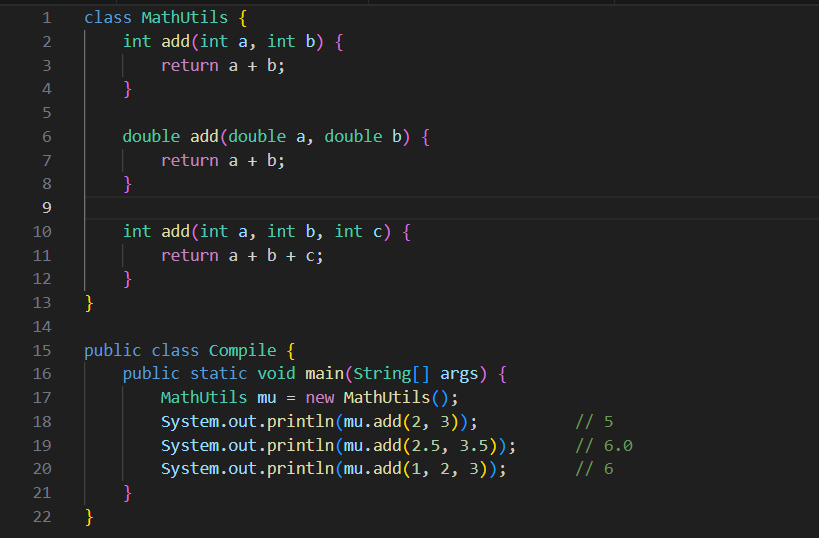 1 class MathUtils {
2     int add(int a, int b) {
3         return a + b;
4     }
5
6     double add(double a, double b) {
7         return a + b;
8     }
9
10     int add(int a, int b, int c) {
11         return a + b + c;
12     }
13 }
14
15 public class Compile {
16     public static void main(String[] args) {
17         MathUtils mu = new MathUtils();
18         System.out.println(mu.add(2, 3));          // 5
19         System.out.println(mu.add(2.5, 3.5));      // 6.0
20         System.out.println(mu.add(1, 2, 3));       // 6
21     }
22 }